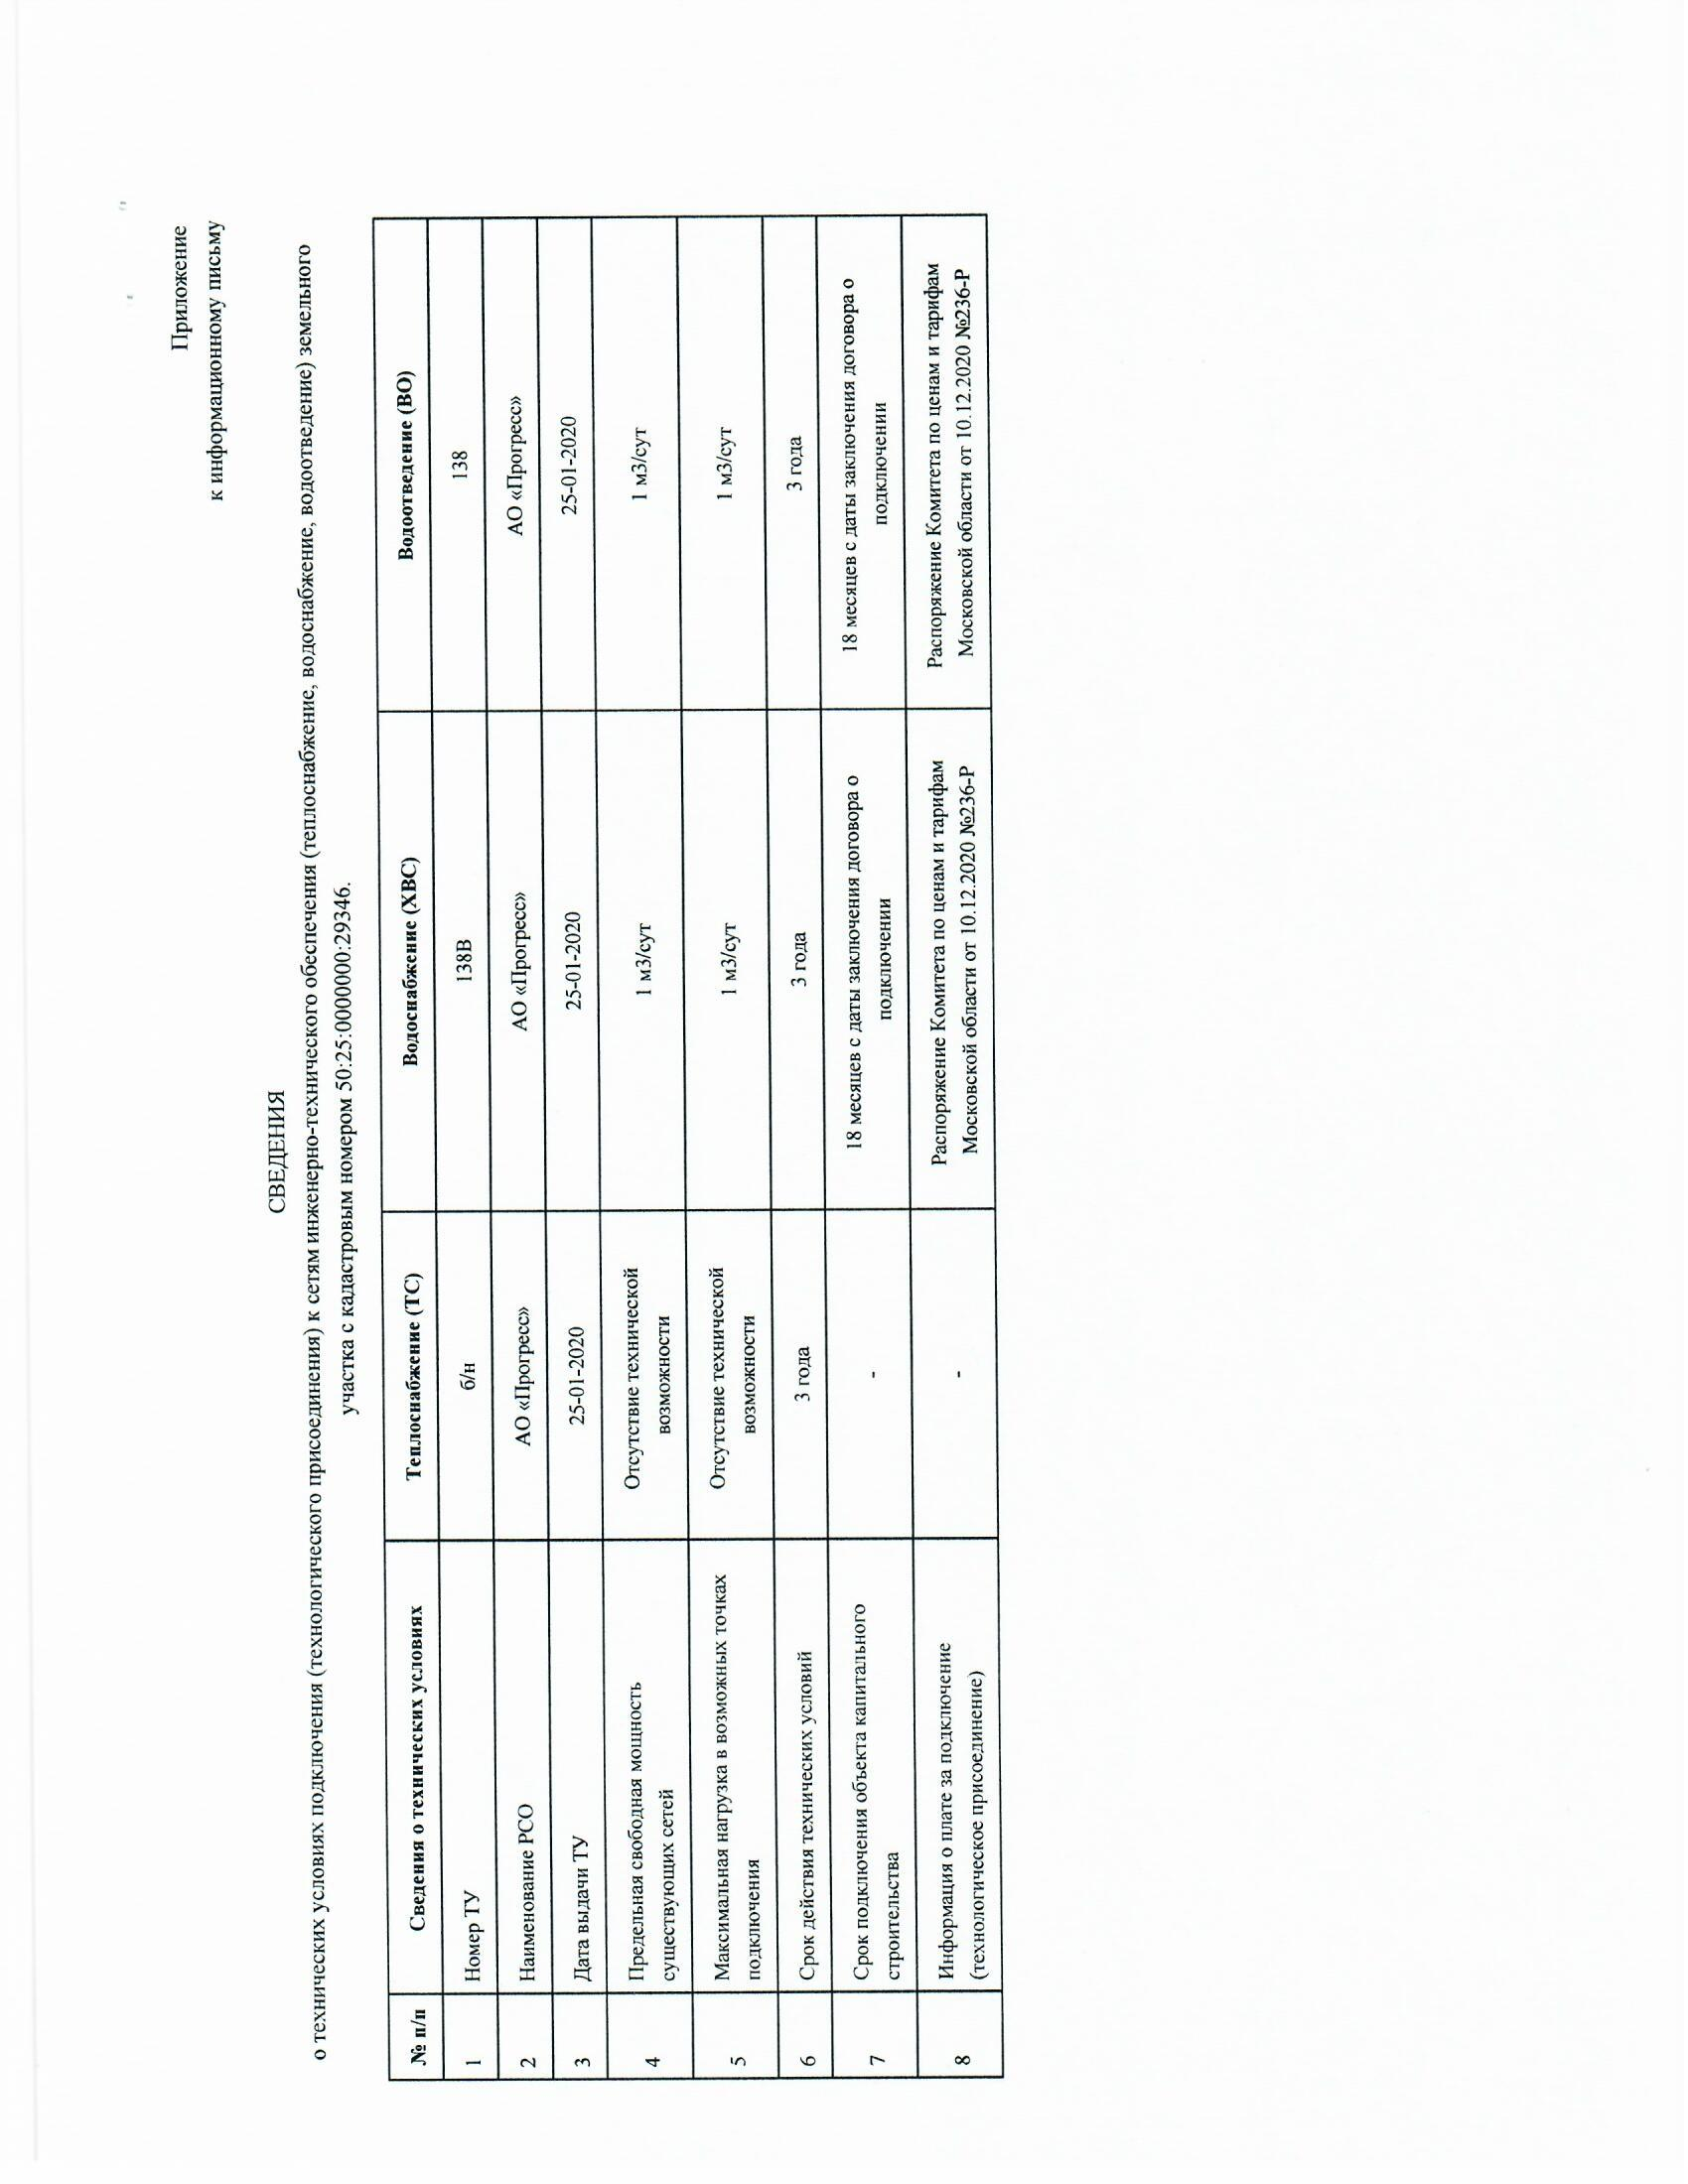 Приложение
к информационному письму
СВЕДЕНИЯ
о технических условиях подключения (технологического присоединения) к сетям инженерно-технического обеспечения (теплоснабжение, водоснабжение, водоотведение) земельного
участка с кадастровым номером 50:25:0000000:29346.
№ п/п Сведения о технических условиях Теплоснабжение (ТС) Водоснабжение (ХВС) Водоотведение (ВО)
1 Номер ТУ б/н 138В 138
2 Наименование РСО АО «Прогресс» АО «Прогресс» АО «Прогресс»
3 Дата выдачи ТУ 25-01-2020 25-01-2020 25-01-2020
4 Предельная свободная мощность
существующих сетей
Отсутствие технической
возможности
1 м3/сут
1 м3/сут
5 Максимальная нагрузка в возможных точках
подключения
Отсутствие технической
возможности
1 м3/сут
1 м3/сут
6 Срок действия технических условий 3 года 3 года 3 года
7 Срок подключения объекта капитального
строительства
-
18 месяцев с даты заключения договора о
подключении
18 месяцев с даты заключения договора о
подключении
8 Информация о плате за подключение
(технологическое присоединение)
-
Распоряжение Комитета по ценам и тарифам
Московской области от 10.12.2020 №236-Р
Распоряжение Комитета по ценам и тарифам
Московской области от 10.12.2020 №236-Р